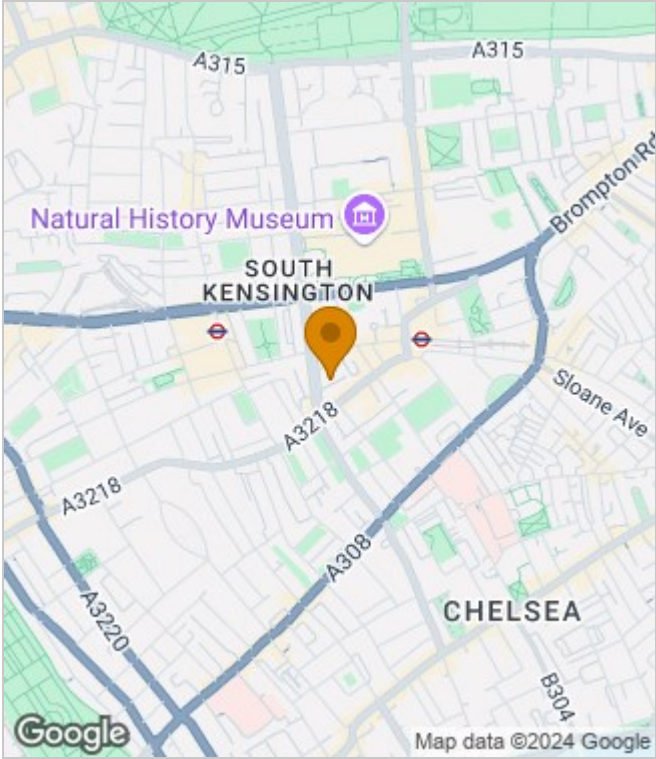 A315
A315
Brompton Rd
Natural History Museum
SOUTH
KENSINGTON
Sloane Ave
A3218
A3218
A308
A3220
CHELSEA
B304
Google
Map data ©2024 Google